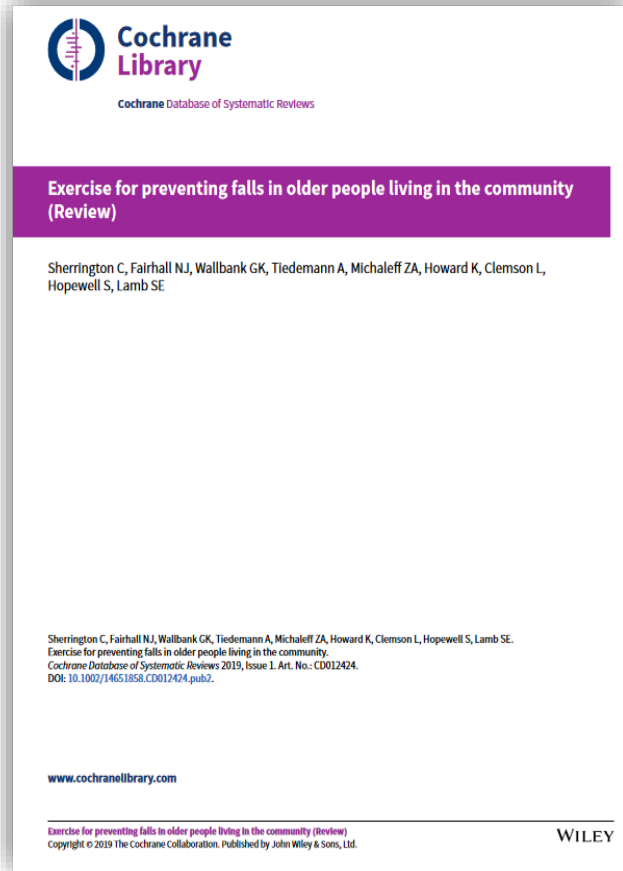 Cochrane
Library
Cochrane Database of Systematic Reviews
Exercise for preventing falls in older people living in the community
(Review)
Sherrington C, Fairhall NJ, Wallbank GK, Tiedemann A, Michaleff ZA, Howard K, Clemson L,
Hopewell S, Lamb SE
Sherrington C, Fairhall NJ, Wallbank GK, Tiedemann A, Michaleff ZA, Howard K, Clemson L, Hopewell S, Lamb SE.
Exercise for preventing falls in older people living in the community.
Cochrane Database of Systematic Reviews 2019, Issue 1. Art. No.: CD012424.
DOI: 10.1002/14651858.CD012424.pub2.
www.cochranelibrary.com
Exercise for preventing falls in older people living in the community (Review)
Copyright © 2019 The Cochrane Collaboration. Published by John Wiley & Sons, Ltd.
WILEY